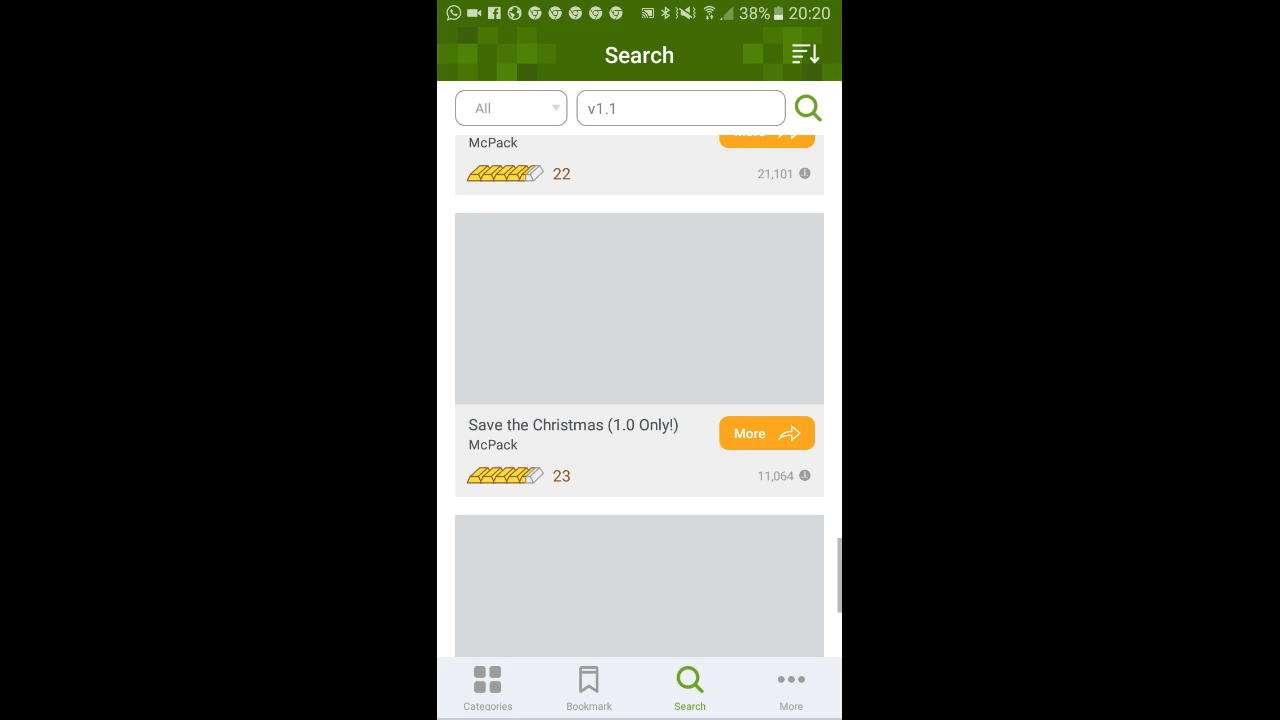 38% 20:20
Search
All
v1.1
More
McPack
22
21,101
Save the Christmas (1.0 Only!)
More
McPack
23
11,064
Categories
Bookmark
Search
More